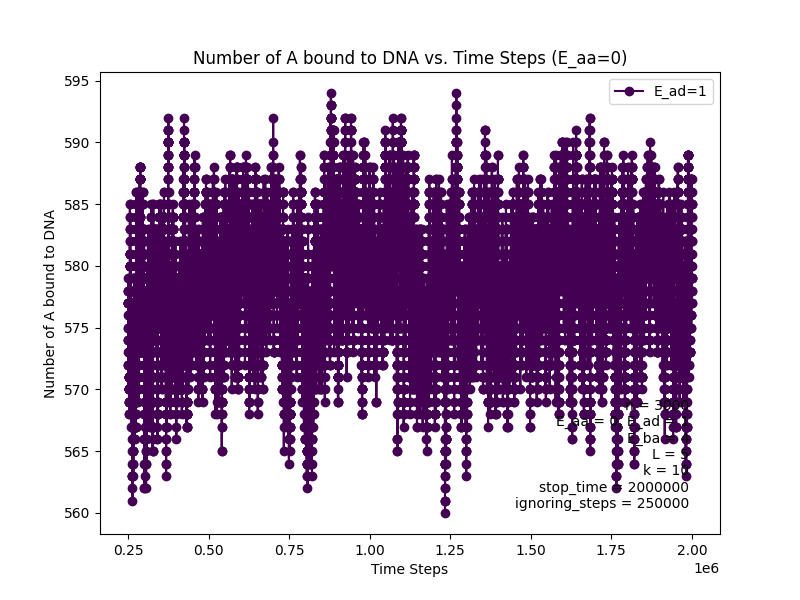 Number of A bound to DNA vs. Time Steps (E_aa=0)
E_ad=1
Number of A bound to DNA
595
590
585
580
575
570
565
560
= 3000
E_aa =
L =
k = 10
stop_time = 2000000
ignoring_steps = 250000
0.25 0.50 0.75 1.00 1.25 1.50 1.75 2.00
1e6
Time Steps